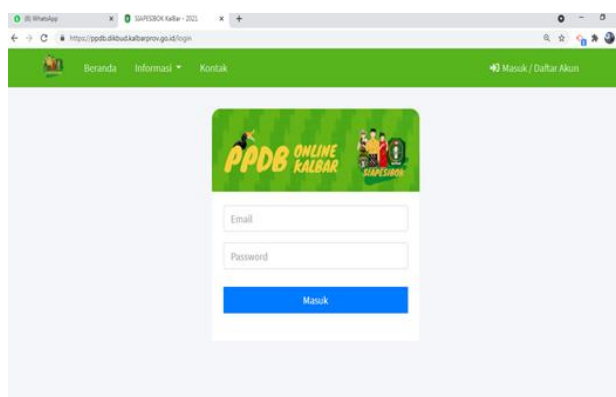 WhatsApp
SIAPESIBOK Kalbar - 2021
https://ppdb.dikbud.kalbarprov.go.id/login
Beranda
Informasi
Kontak
Masuk / Daftar Akun
PPDB ONLINE
KALBAR
SIAPESIBOK
Email
Password
Masuk